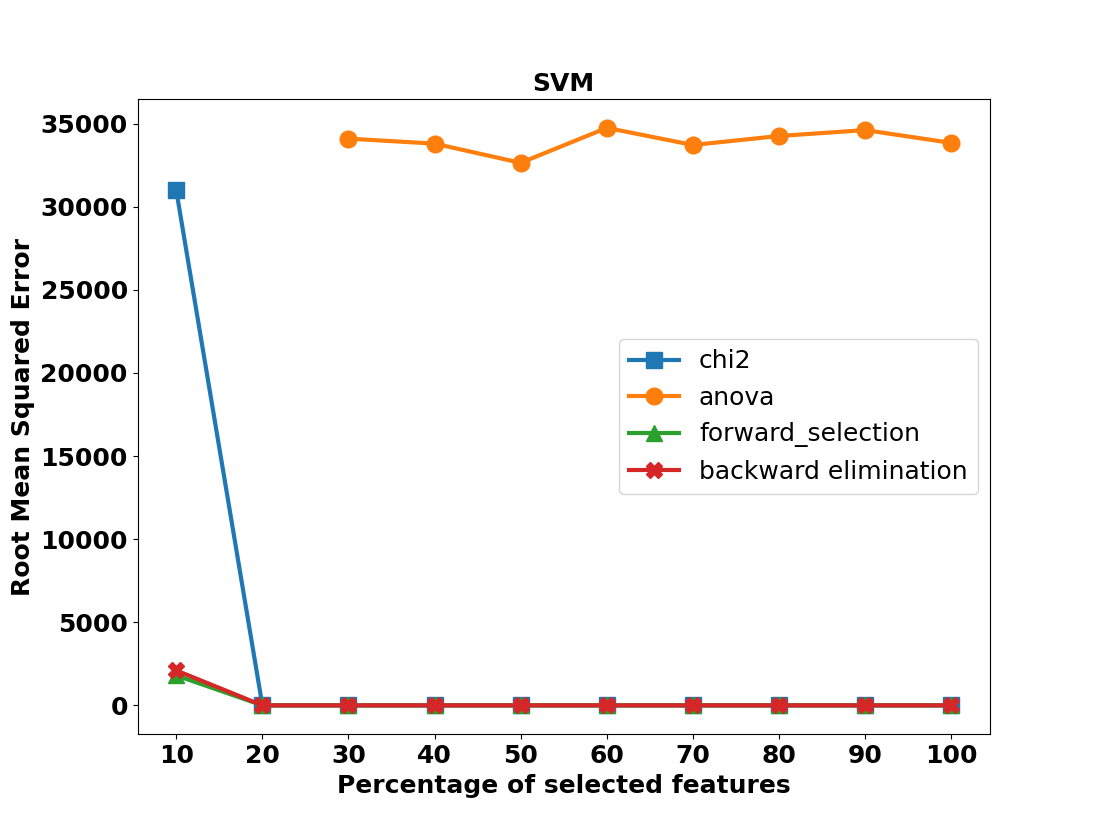 SVM
Root Mean Squared Error
35000
30000
25000
20000
15000
10000
5000
0
chi2
anova
forward_selection
backward elimination
10 20 30 40 50 60 70 80 90 100
Percentage of selected features